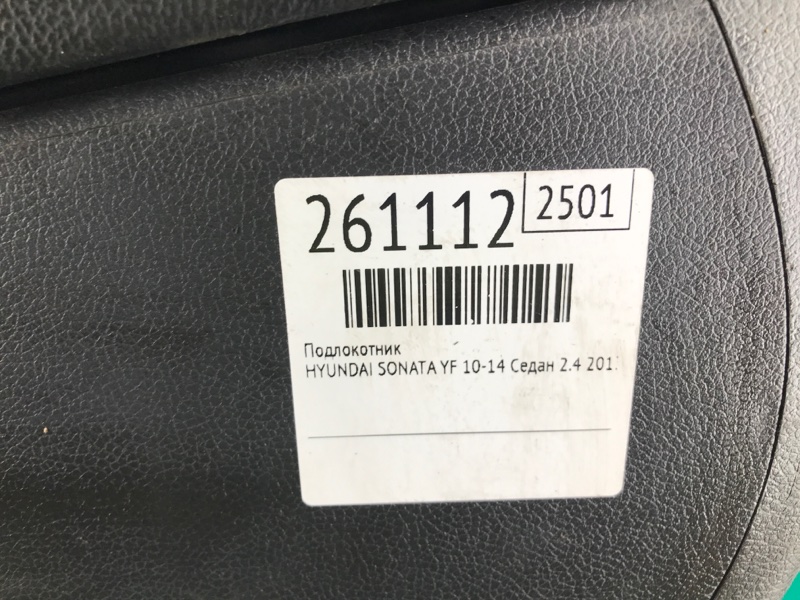 261112
2501
Подлокотник
HYUNDAI SONATA YF 10-14 Седан 2.4